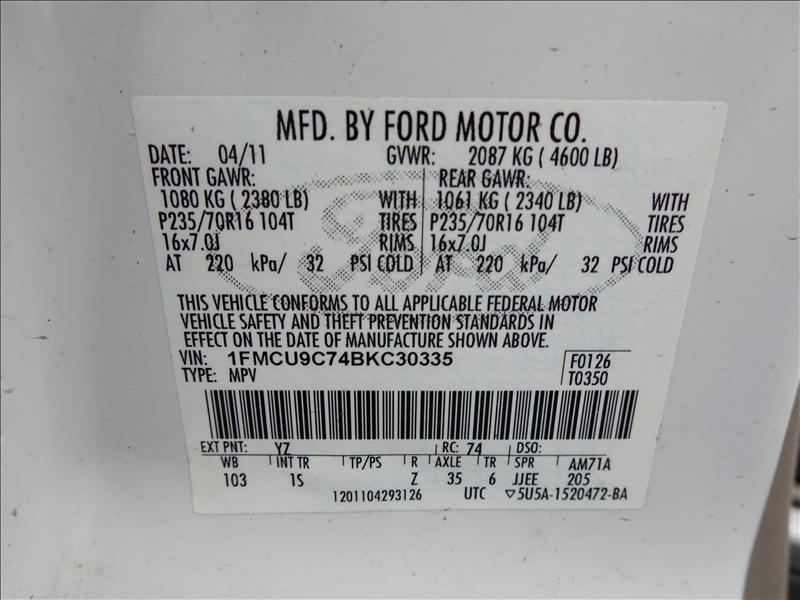 MFD. BY FORD MOTOR CO.
DATE: 04/11 GVWR: 2087 KG ( 4600 LB)
FRONT GAWR: REAR GAWR:
1080 KG ( 2380 LB) WITH 1061 KG ( 2340 LB) WITH
P235/70R16 104T TIRES P235/70R16 104T TIRES
16x7.0J RIMS 16x7.0J RIMS
AT 220 kPa/ 32 PSI COLD AT 220 kPa/ 32 PSI COLD
Ford
THIS VEHICLE CONFORMS TO ALL APPLICABLE FEDERAL MOTOR
VEHICLE SAFETY AND THEFT PREVENTION STANDARDS IN
EFFECT ON THE DATE OF MANUFACTURE SHOWN ABOVE.
VIN: 1FMCU9C74BKC30335 F0126
TYPE: MPV T0350
EXT PNT: YZ RC: 74 DSO:
WB INT TR TP/PS R AXLE TR SPR AM71A
103 1S Z 35 6 JJEE 205
1201104293126 UTC ▽5U5A-1520472-BA